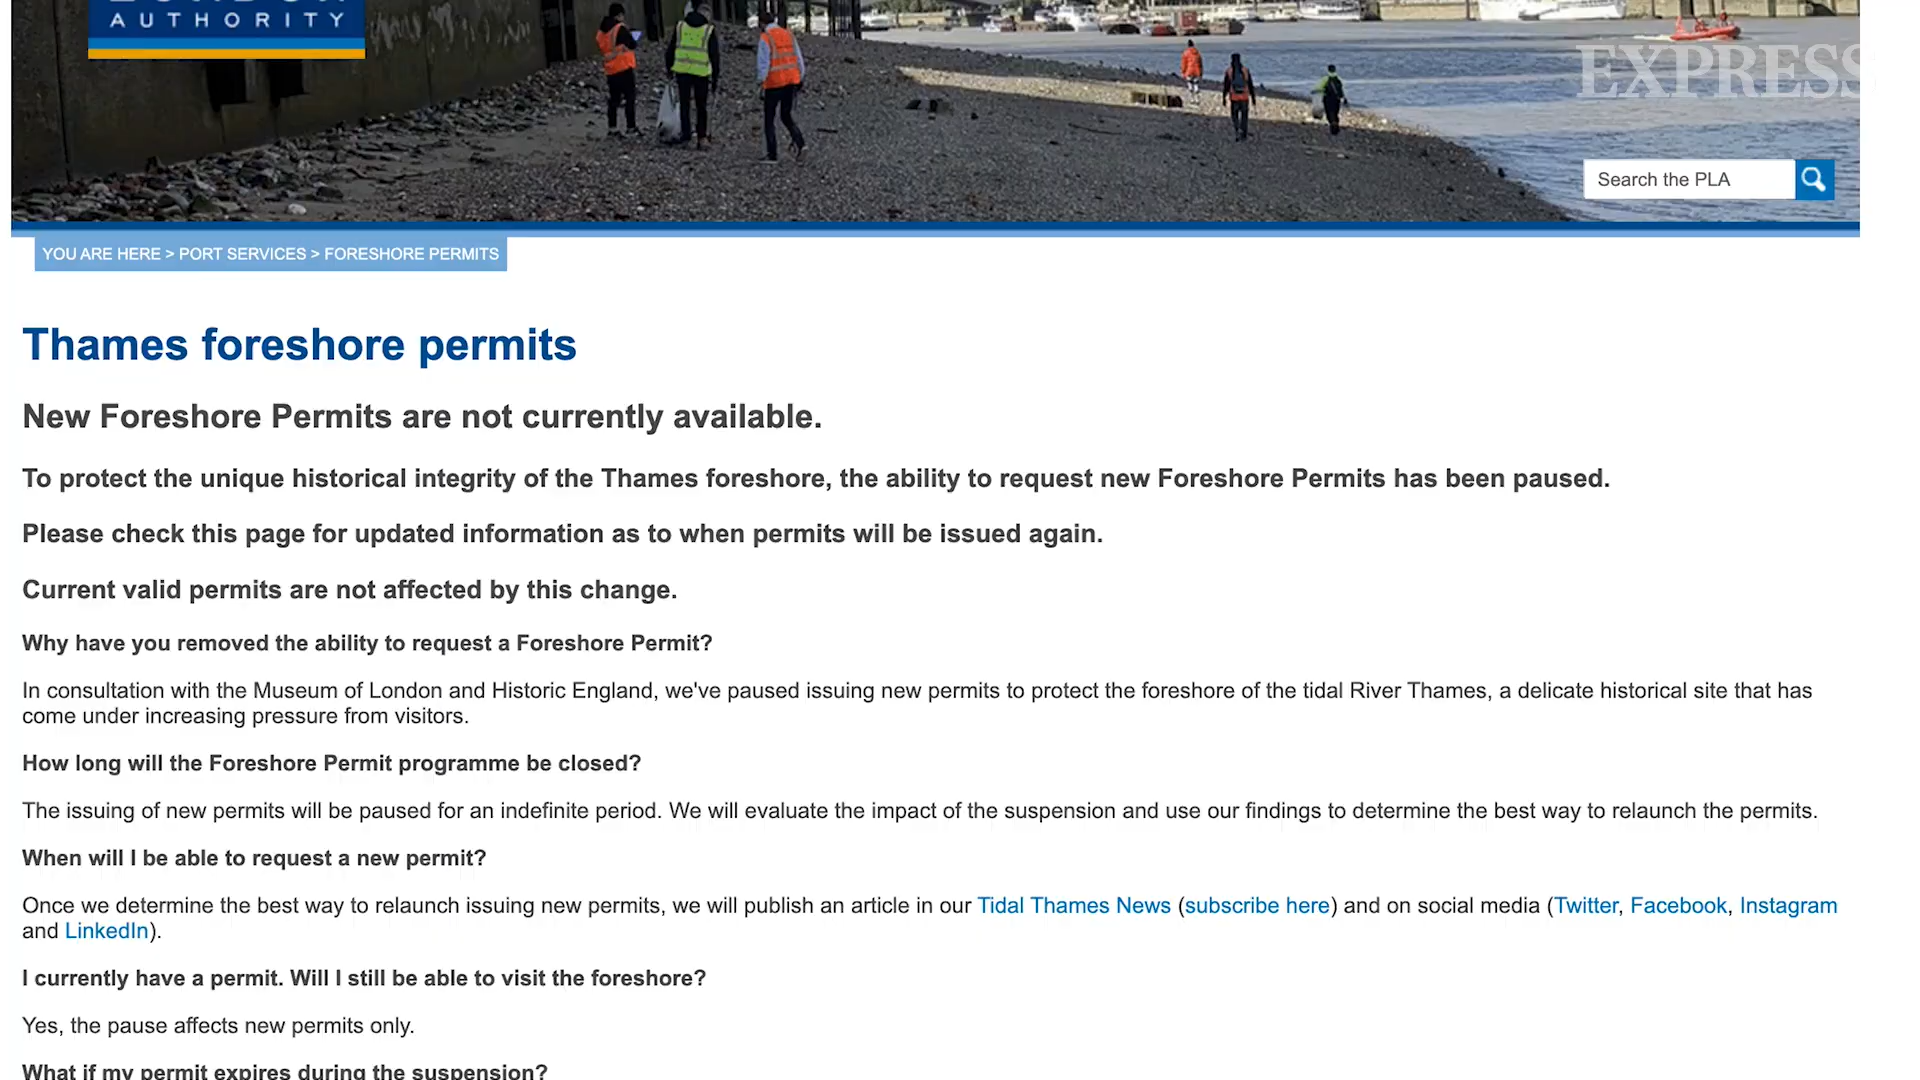 AUTHORITY
EXPRESS
Search the PLA
YOU ARE HERE > PORT SERVICES > FORESHORE PERMITS
Thames foreshore permits
New Foreshore Permits are not currently available.
To protect the unique historical integrity of the Thames foreshore, the ability to request new Foreshore Permits has been paused.
Please check this page for updated information as to when permits will be issued again.
Current valid permits are not affected by this change.
Why have you removed the ability to request a Foreshore Permit?
In consultation with the Museum of London and Historic England, we've paused issuing new permits to protect the foreshore of the tidal River Thames, a delicate historical site that has
come under increasing pressure from visitors.
How long will the Foreshore Permit programme be closed?
The issuing of new permits will be paused for an indefinite period. We will evaluate the impact of the suspension and use our findings to determine the best way to relaunch the permits.
When will I be able to request a new permit?
Once we determine the best way to relaunch issuing new permits, we will publish an article in our Tidal Thames News (subscribe here) and on social media (Twitter, Facebook, Instagram
and LinkedIn).
I currently have a permit. Will I still be able to visit the foreshore?
Yes, the pause affects new permits only.
What if my permit expires during the suspension?